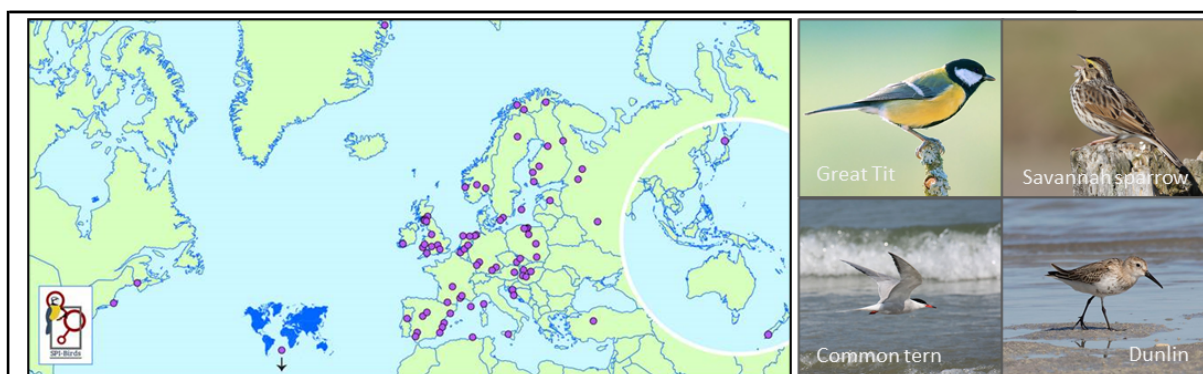 SPI-Birds
Great Tit
Savannah sparrow
Common tern
Dunlin